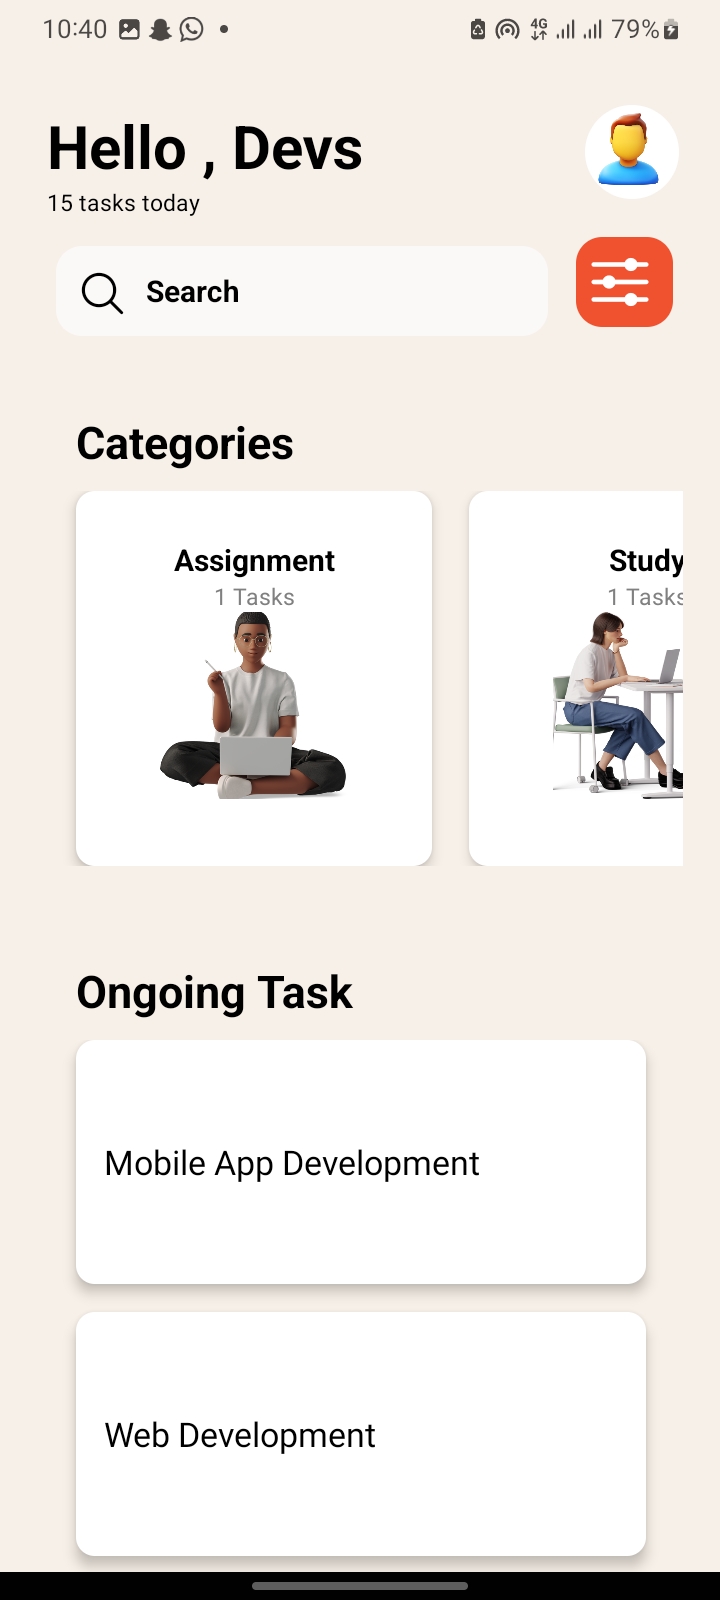 10:40 4G 79%
Hello , Devs
15 tasks today
Search
Categories
Assignment
1 Tasks
Study
1 Tasks
Ongoing Task
Mobile App Development
Web Development